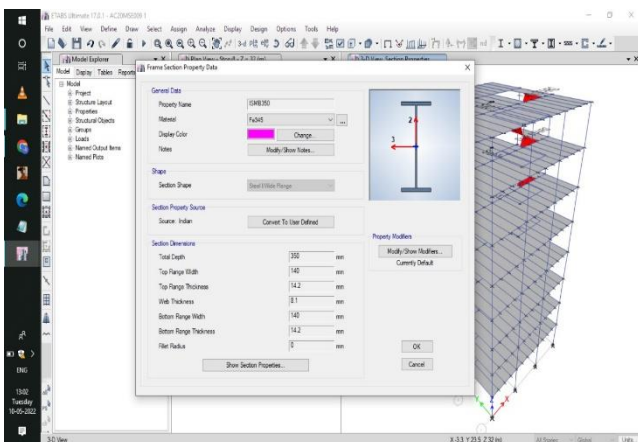 ETABS Ultimate 17.0.1 - AC20MSE009 1
File Edit View Define Draw Select Assign Analyze Display Design Options Tools Help
Model Explorer
Model Display Tables Reports
Model
Project
Structure Layout
Properties
Structural Objects
Groups
Loads
Named Output Items
Named Plots
Frame Section Property Data
General Data
Property Name ISMB350
Material Fe345
Display Color Change...
Notes Modify/Show Notes...
2
3
Shape
Section Shape Steel I/Wide Flange
Section Property Source
Source: Indian Convert To User Defined
Section Dimensions
Total Depth 350 mm
Top Flange Width 140 mm
Top Flange Thickness 14.2 mm
Web Thickness 8.1 mm
Bottom Flange Width 140 mm
Bottom Flange Thickness 14.2 mm
Fillet Radius 0 mm
Show Section Properties...
Property Modifiers
Modify/Show Modifiers...
Currently Default
OK
Cancel
ENG
13:02
Tuesday
10-05-2022
3-D View
X -3.3 Y 23.5 Z 32 (m)
All Stories
Global
Units